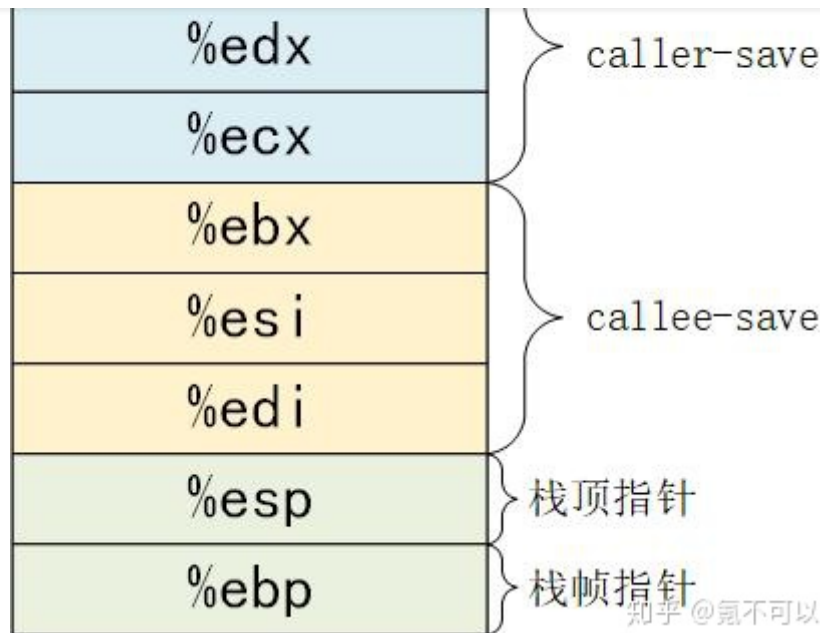 %edx
caller-save
%ecx
%ebx
%esi
callee-save
%edi
%esp
栈顶指针
%ebp
栈帧指针
知乎 @氪不可以